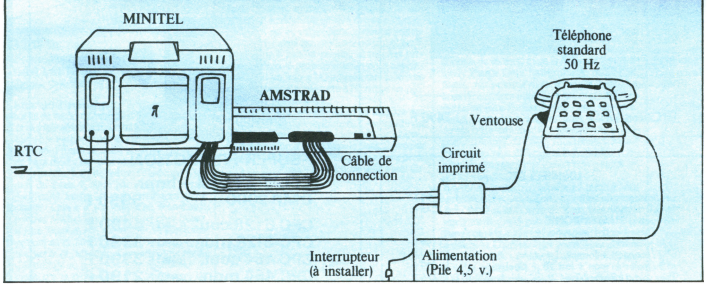 MINITEL
Téléphone
standard
50 Hz
π
AMSTRAD
Ventouse
RTC
Câble de
connection
Circuit
imprimé
Interrupteur
(à installer)
Alimentation
(Pile 4,5 v.)